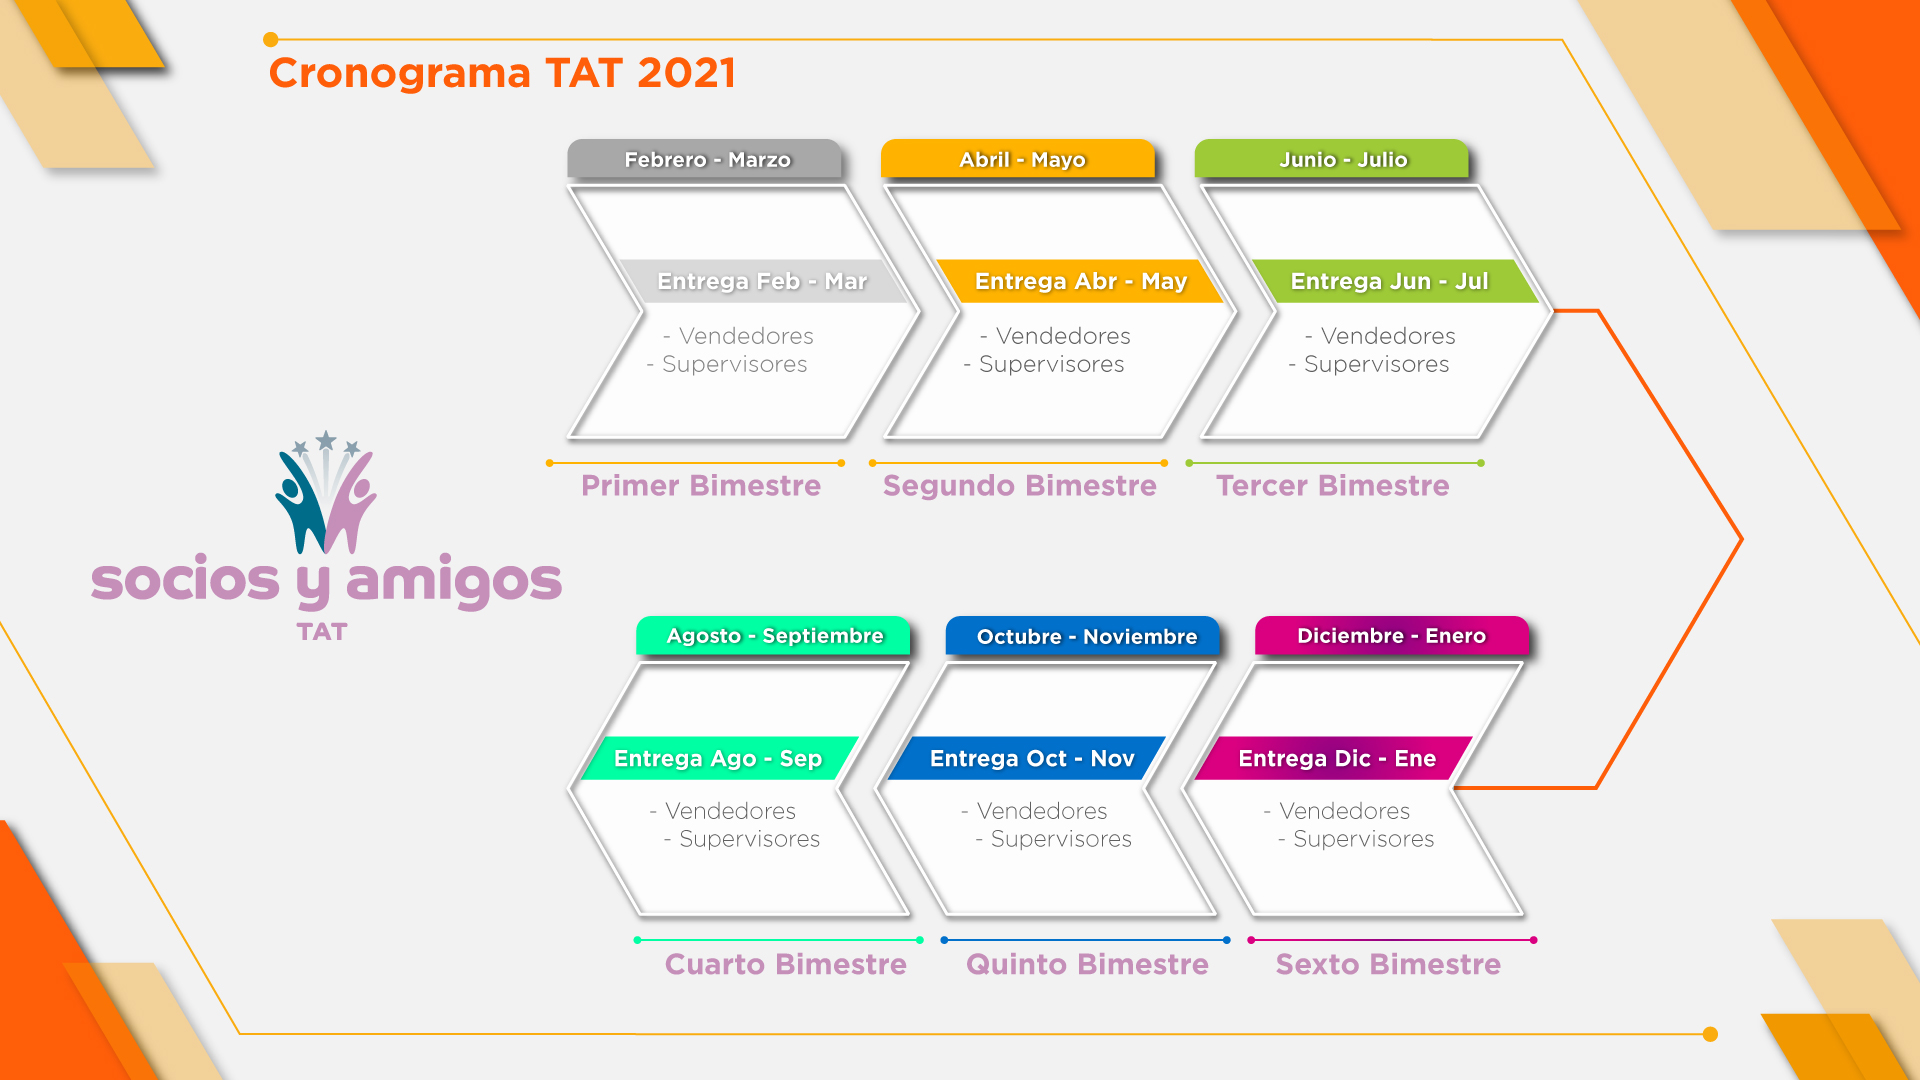 Cronograma TAT 2021
Febrero - Marzo
Abril - Mayo
Junio - Julio
Entrega Feb - Mar
Entrega Abr - May
Entrega Jun - Jul
- Vendedores
- Supervisores
- Vendedores
- Supervisores
- Vendedores
- Supervisores
Primer Bimestre
Segundo Bimestre
Tercer Bimestre
socios y amigos
TAT
Agosto - Septiembre
Octubre - Noviembre
Diciembre - Enero
Entrega Ago - Sep
Entrega Oct - Nov
Entrega Dic - Ene
- Vendedores
- Supervisores
- Vendedores
- Supervisores
- Vendedores
- Supervisores
Cuarto Bimestre
Quinto Bimestre
Sexto Bimestre